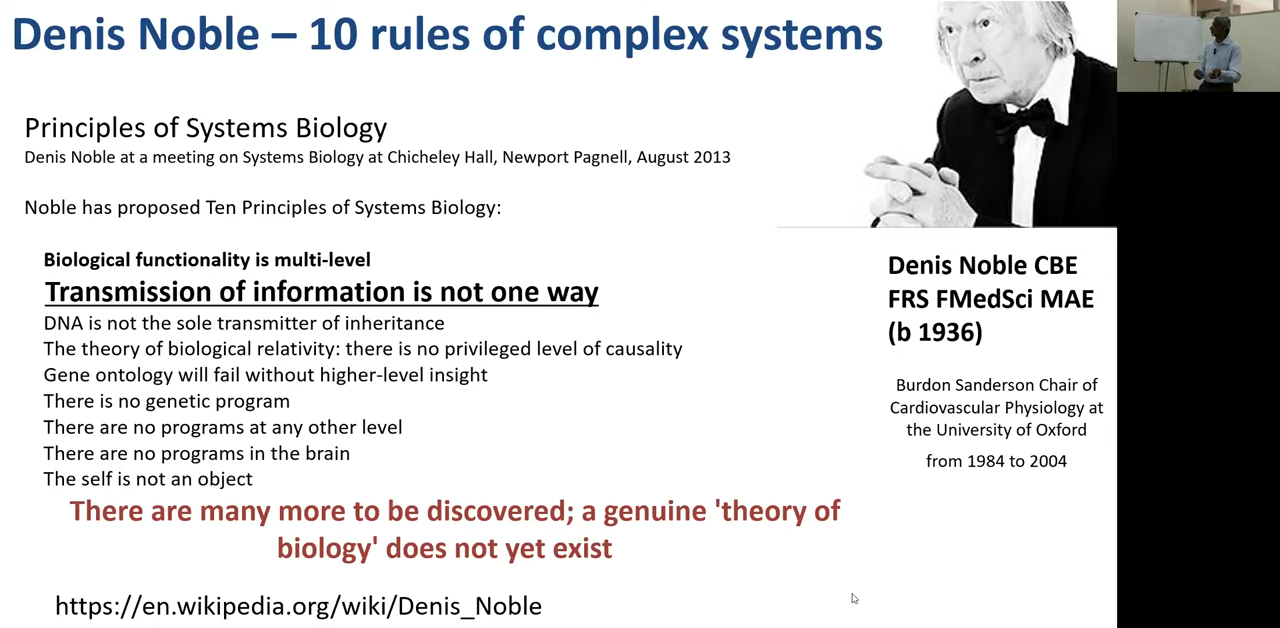 Denis Noble – 10 rules of complex systems
Principles of Systems Biology
Denis Noble at a meeting on Systems Biology at Chicheley Hall, Newport Pagnell, August 2013
Noble has proposed Ten Principles of Systems Biology:
Biological functionality is multi-level
Transmission of information is not one way
DNA is not the sole transmitter of inheritance
The theory of biological relativity: there is no privileged level of causality
Gene ontology will fail without higher-level insight
There is no genetic program
There are no programs at any other level
There are no programs in the brain
The self is not an object
There are many more to be discovered; a genuine 'theory of
biology' does not yet exist
https://en.wikipedia.org/wiki/Denis_Noble
Denis Noble CBE
FRS FMedSci MAE
(b 1936)
Burdon Sanderson Chair of
Cardiovascular Physiology at
the University of Oxford
from 1984 to 2004